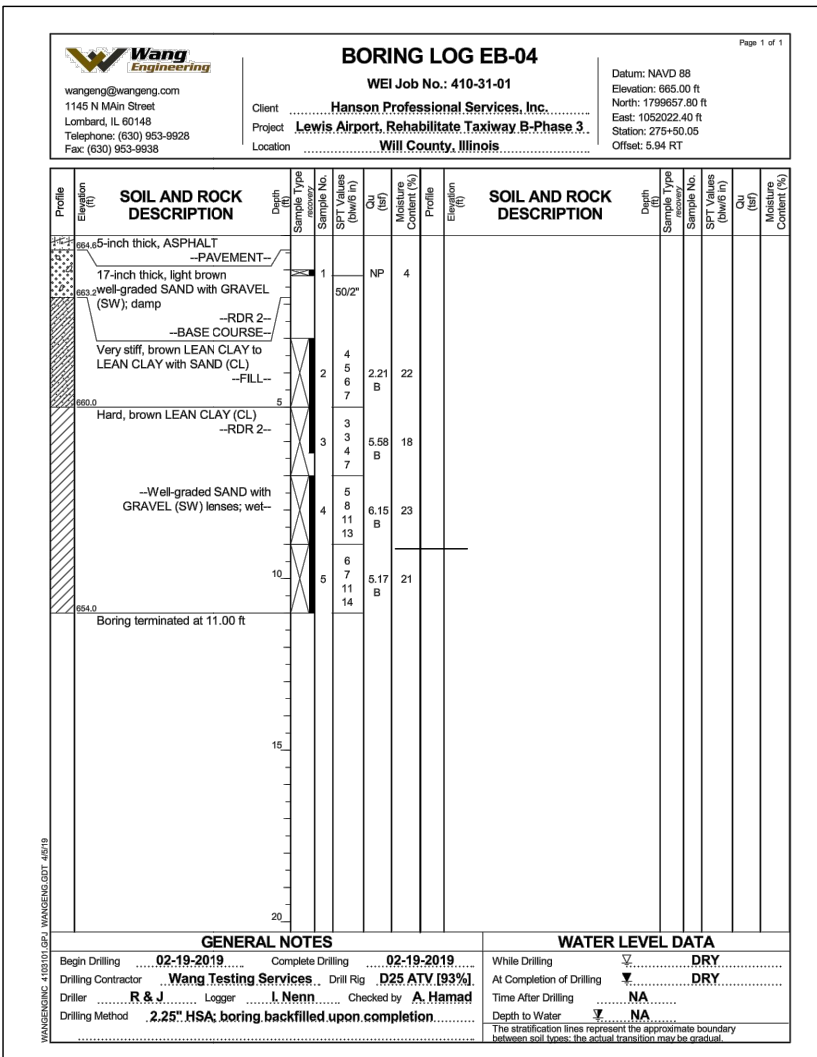 Page 1 of 1
Wang
Engineering
wangeng@wangeng.com
1145 N MAin Street
Lombard, IL 60148
Telephone: (630) 953-9928
Fax: (630) 953-9938
BORING LOG EB-04
WEI Job No.: 410-31-01
Client Hanson Professional Services, Inc.
Project Lewis Airport, Rehabilitate Taxiway B-Phase 3
Location Will County, Illinois
Datum: NAVD 88
Elevation: 665.00 ft
North: 1799657.80 ft
East: 1052022.40 ft
Station: 275+50.05
Offset: 5.94 RT
Profile
Elevation (ft)
SOIL AND ROCK
DESCRIPTION
Depth (ft)
Sample Type
recovery
Sample No.
SPT Values (blw/6 in)
Qu (tsf)
Moisture Content (%)
Profile
Elevation (ft)
SOIL AND ROCK
DESCRIPTION
Depth (ft)
Sample Type
recovery
Sample No.
SPT Values (blw/6 in)
Qu (tsf)
Moisture Content (%)
664.6 5-inch thick, ASPHALT
--PAVEMENT--
17-inch thick, light brown
663.2 well-graded SAND with GRAVEL
(SW); damp
--RDR 2--
--BASE COURSE--
1
50/2"
NP
4
Very stiff, brown LEAN CLAY to
LEAN CLAY with SAND (CL)
--FILL--
2
4
5
6
7
2.21
B
22
660.0
5
Hard, brown LEAN CLAY (CL)
--RDR 2--
3
3
3
4
7
5.58
B
18
--Well-graded SAND with
GRAVEL (SW) lenses; wet--
4
5
8
11
13
6.15
B
23
10
5
6
7
11
14
5.17
B
21
654.0
Boring terminated at 11.00 ft
15
20
WANGENGINC 4103101.GPJ WANGENG.GDT 4/5/19
GENERAL NOTES
Begin Drilling 02-19-2019 Complete Drilling 02-19-2019
Drilling Contractor Wang Testing Services Drill Rig D25 ATV [93%]
Driller R & J Logger I. Nenn Checked by A. Hamad
Drilling Method 2.25" HSA; boring backfilled upon completion
WATER LEVEL DATA
While Drilling DRY
At Completion of Drilling DRY
Time After Drilling NA
Depth to Water NA
The stratification lines represent the approximate boundary
between soil types: the actual transition may be gradual.